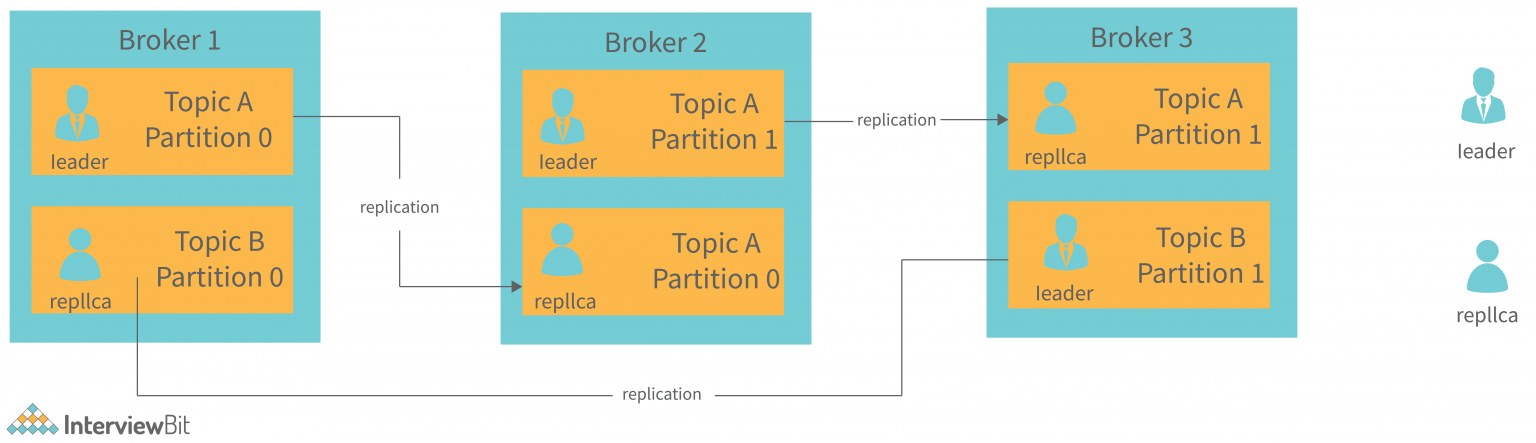 Broker 1
Topic A
Partition 0
leader
Topic B
Partition 0
repllca
replication
Broker 2
Topic A
Partition 1
leader
Topic A
Partition 0
repllca
replication
Broker 3
Topic A
Partition 1
repllca
Topic B
Partition 1
leader
replication
leader
repllca
InterviewBit